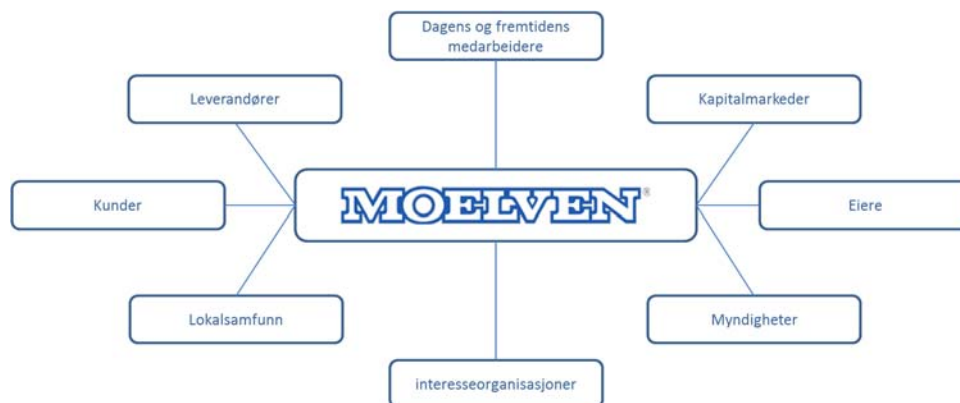 Dagens og fremtidens
medarbeidere
Leverandører
Kapitalmarkeder
Kunder
MOELVEN®
Eiere
Lokalsamfunn
Myndigheter
interesseorganisasjoner